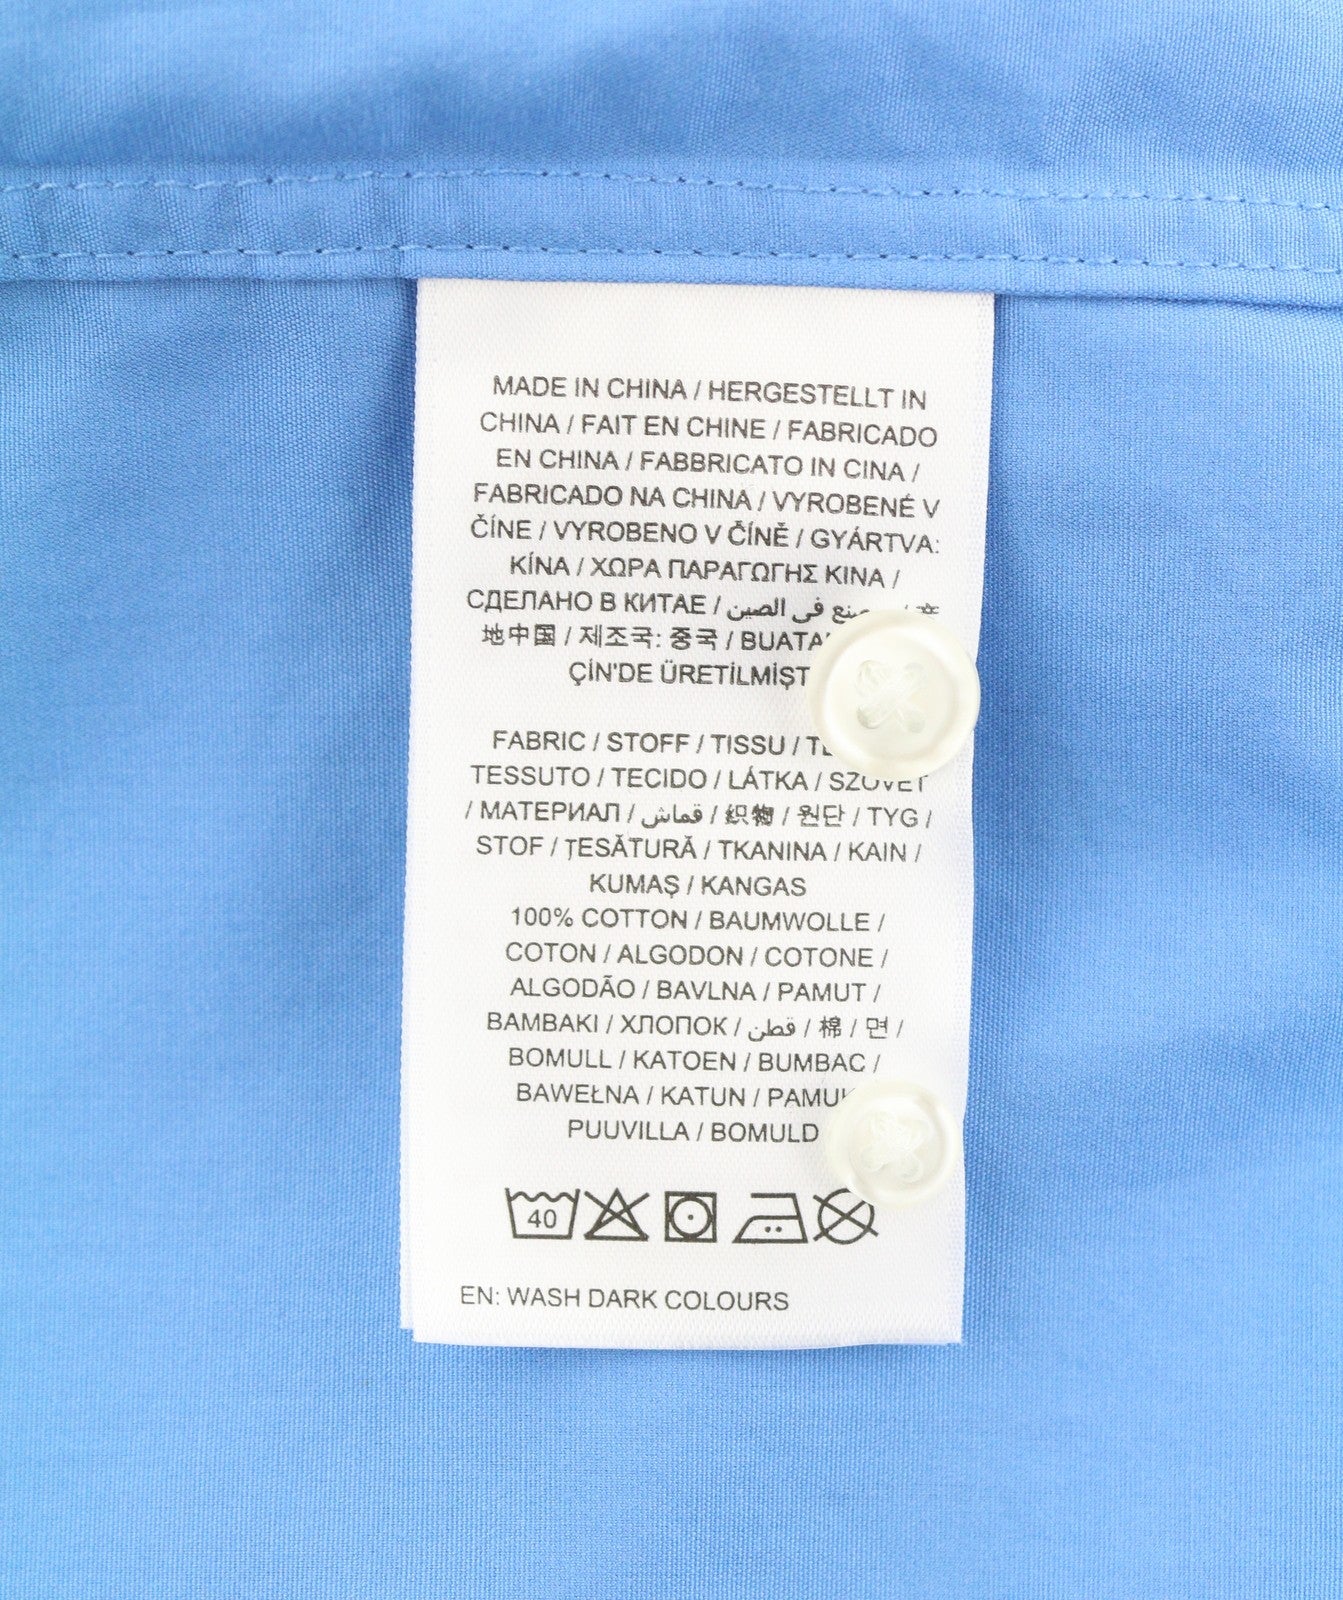 MADE IN CHINA / HERGESTELLT IN
CHINA / FAIT EN CHINE / FABRICADO
EN CHINA / FABBRICATO IN CINA /
FABRICADO NA CHINA / VYROBENÉ V
ČÍNE / VYROBENO V ČÍNĚ / GYÁRTVA:
KÍNA / ΧΩΡΑ ΠΑΡΑΓΩΓΗΣ ΚΙΝΑ /
СДЕЛАНО В КИТАЕ / صنع في الصين / 产
地中国 / 제조국: 중국 /
ÇİN'DE ÜRETİLMİŞT
FABRIC / STOFF / TISSU /
TESSUTO / TECIDO / LÁTKA / SZÖVET
/ МАТЕРИАЛ / قماش / 织物 / 원단 / TYG /
STOF / ȚESĂTURĂ / TKANINA / KAIN /
KUMAŞ / KANGAS
100% COTTON / BAUMWOLLE /
COTON / ALGODON / COTONE /
ALGODÃO / BAVLNA / PAMUT /
BAMBAKI / ХЛОПОК / قطن / 棉 / 면 /
BOMULL / KATOEN / BUMBAC /
BAWEŁNA / KATUN / PAMUK
PUUVILLA / BOMULD
40
EN: WASH DARK COLOURS